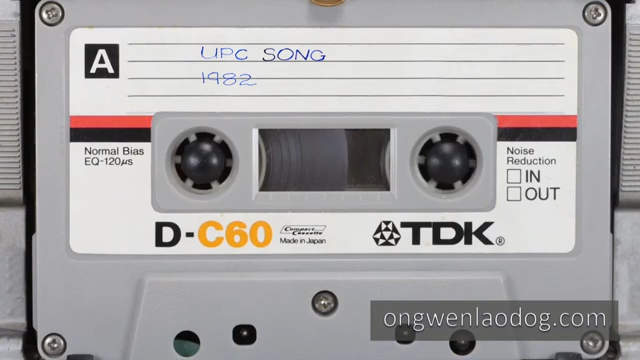 A
UPC SONG
1982
Normal Bias
EQ-120µs
Noise
Reduction
IN
OUT
D-C60
Compact
Cassette
Made in Japan
TDK®
ongwenlaodog.com